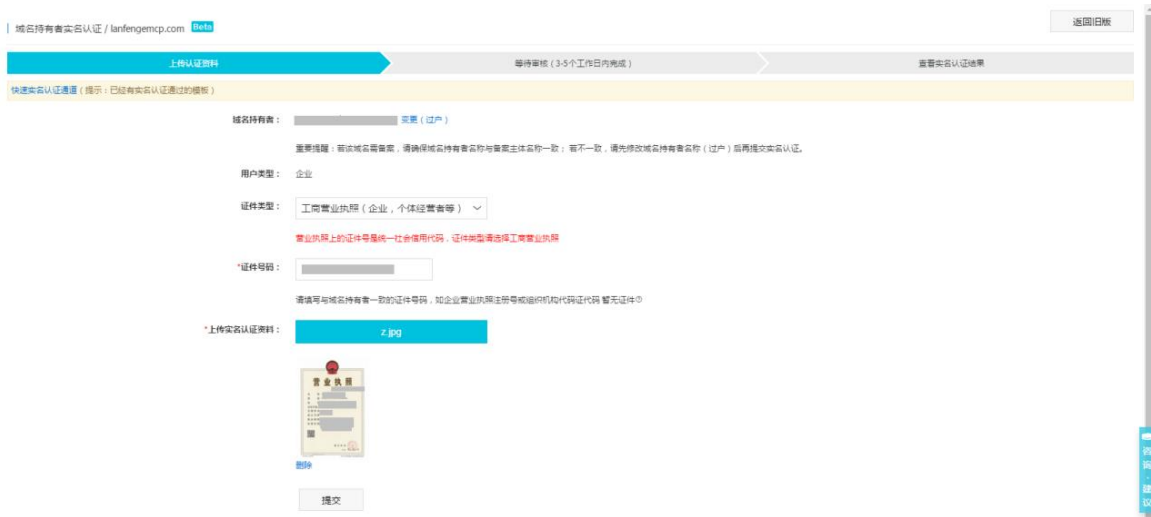 返回旧版
域名持有者实名认证 / lanfengemcp.com Beta
上传认证资料 等待审核（3-5个工作日内完成） 查看实名认证结果
快速实名认证通道（提示：已经有实名认证通过的模板）
域名持有者： 变更（过户）
重要提醒：若该域名需备案，请确保域名持有者名称与备案主体名称一致； 若不一致，请先修改域名持有者名称（过户）后再提交实名认证。
用户类型： 企业
证件类型： 工商营业执照（企业，个体经营者等）
营业执照上的证件号是统一社会信用代码，证件类型请选择工商营业执照
*证件号码：
请填写与域名持有者一致的证件号码，如企业营业执照注册号或组织机构代码证代码 暂无证件
*上传实名认证资料： z.jpg
营业执照
删除
提交
咨询·建议